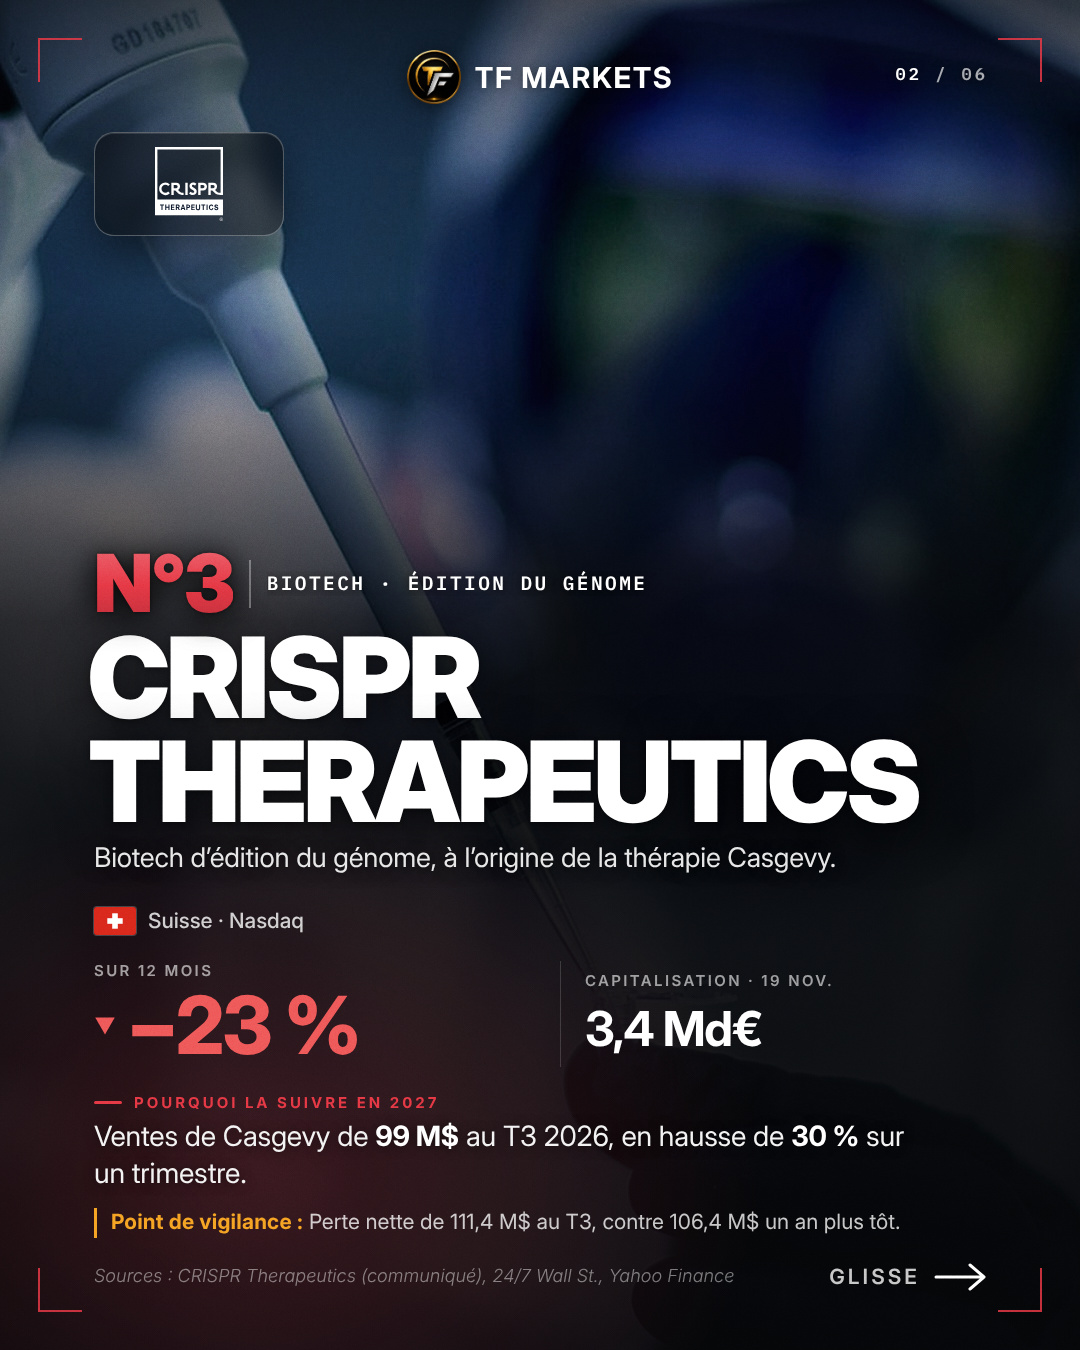 GD184707
TF MARKETS
02 / 06
CRISPR
THERAPEUTICS
N°3
BIOTECH · ÉDITION DU GÉNOME
CRISPR
THERAPEUTICS
Biotech d’édition du génome, à l’origine de la thérapie Casgevy.
Suisse · Nasdaq
SUR 12 MOIS
▼ –23 %
CAPITALISATION · 19 NOV.
3,4 Md€
POURQUOI LA SUIVRE EN 2027
Ventes de Casgevy de 99 M$ au T3 2026, en hausse de 30 % sur
un trimestre.
Point de vigilance : Perte nette de 111,4 M$ au T3, contre 106,4 M$ un an plus tôt.
Sources : CRISPR Therapeutics (communiqué), 24/7 Wall St., Yahoo Finance
GLISSE